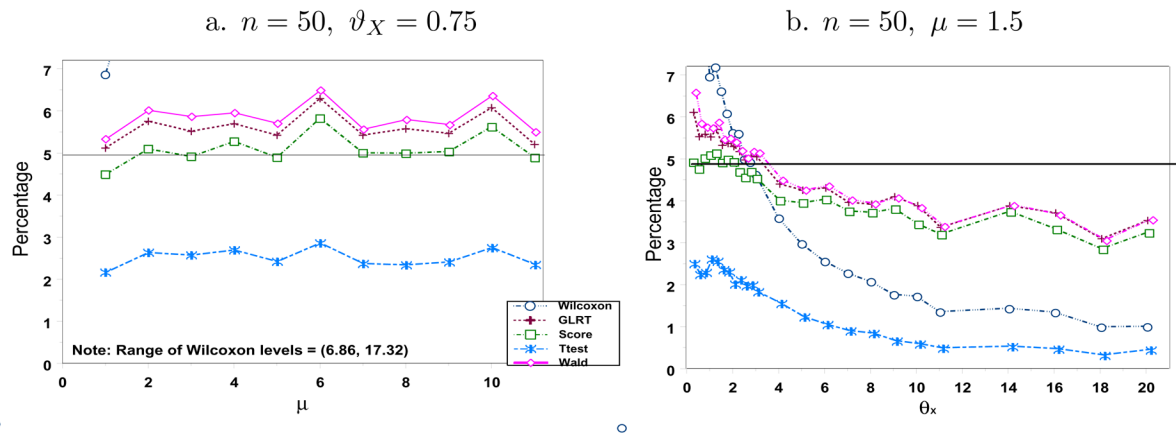 a. n = 50, ϑ_X = 0.75
b. n = 50, μ = 1.5
Percentage
7
6
5
4
3
2
1
0
Note: Range of Wilcoxon levels = (6.86, 17.32)
0 2 4 6 8 10
μ
Wilcoxon
GLRT
Score
Ttest
Wald
Percentage
7
6
5
4
3
2
1
0
0 2 4 6 8 10 12 14 16 18 20
θx